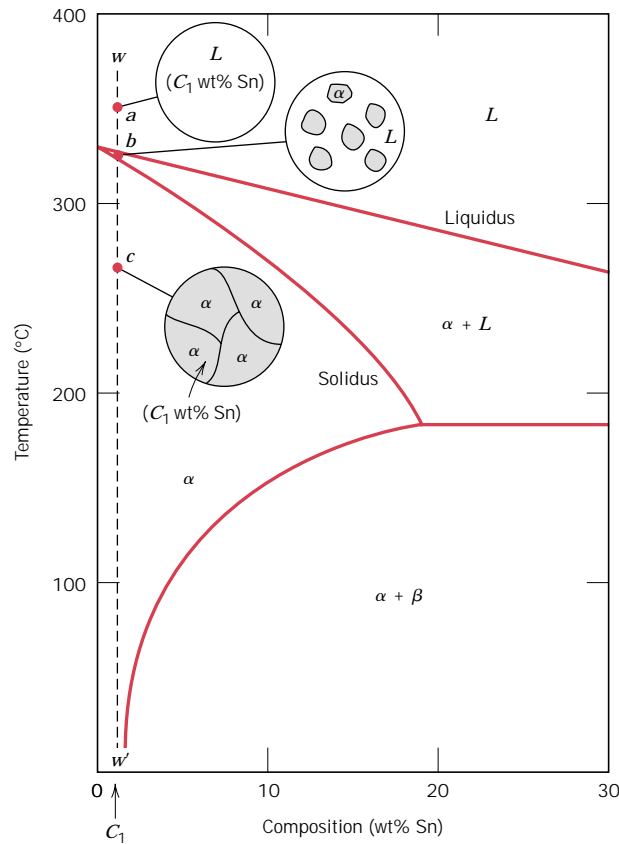 400
w
L
(C1 wt% Sn)
a
α
L
L
b
300
Liquidus
c
α
α
α + L
α
α
Temperature (°C)
200
Solidus
(C1 wt% Sn)
α
100
α + β
w′
0
10
20
30
C1
Composition (wt% Sn)